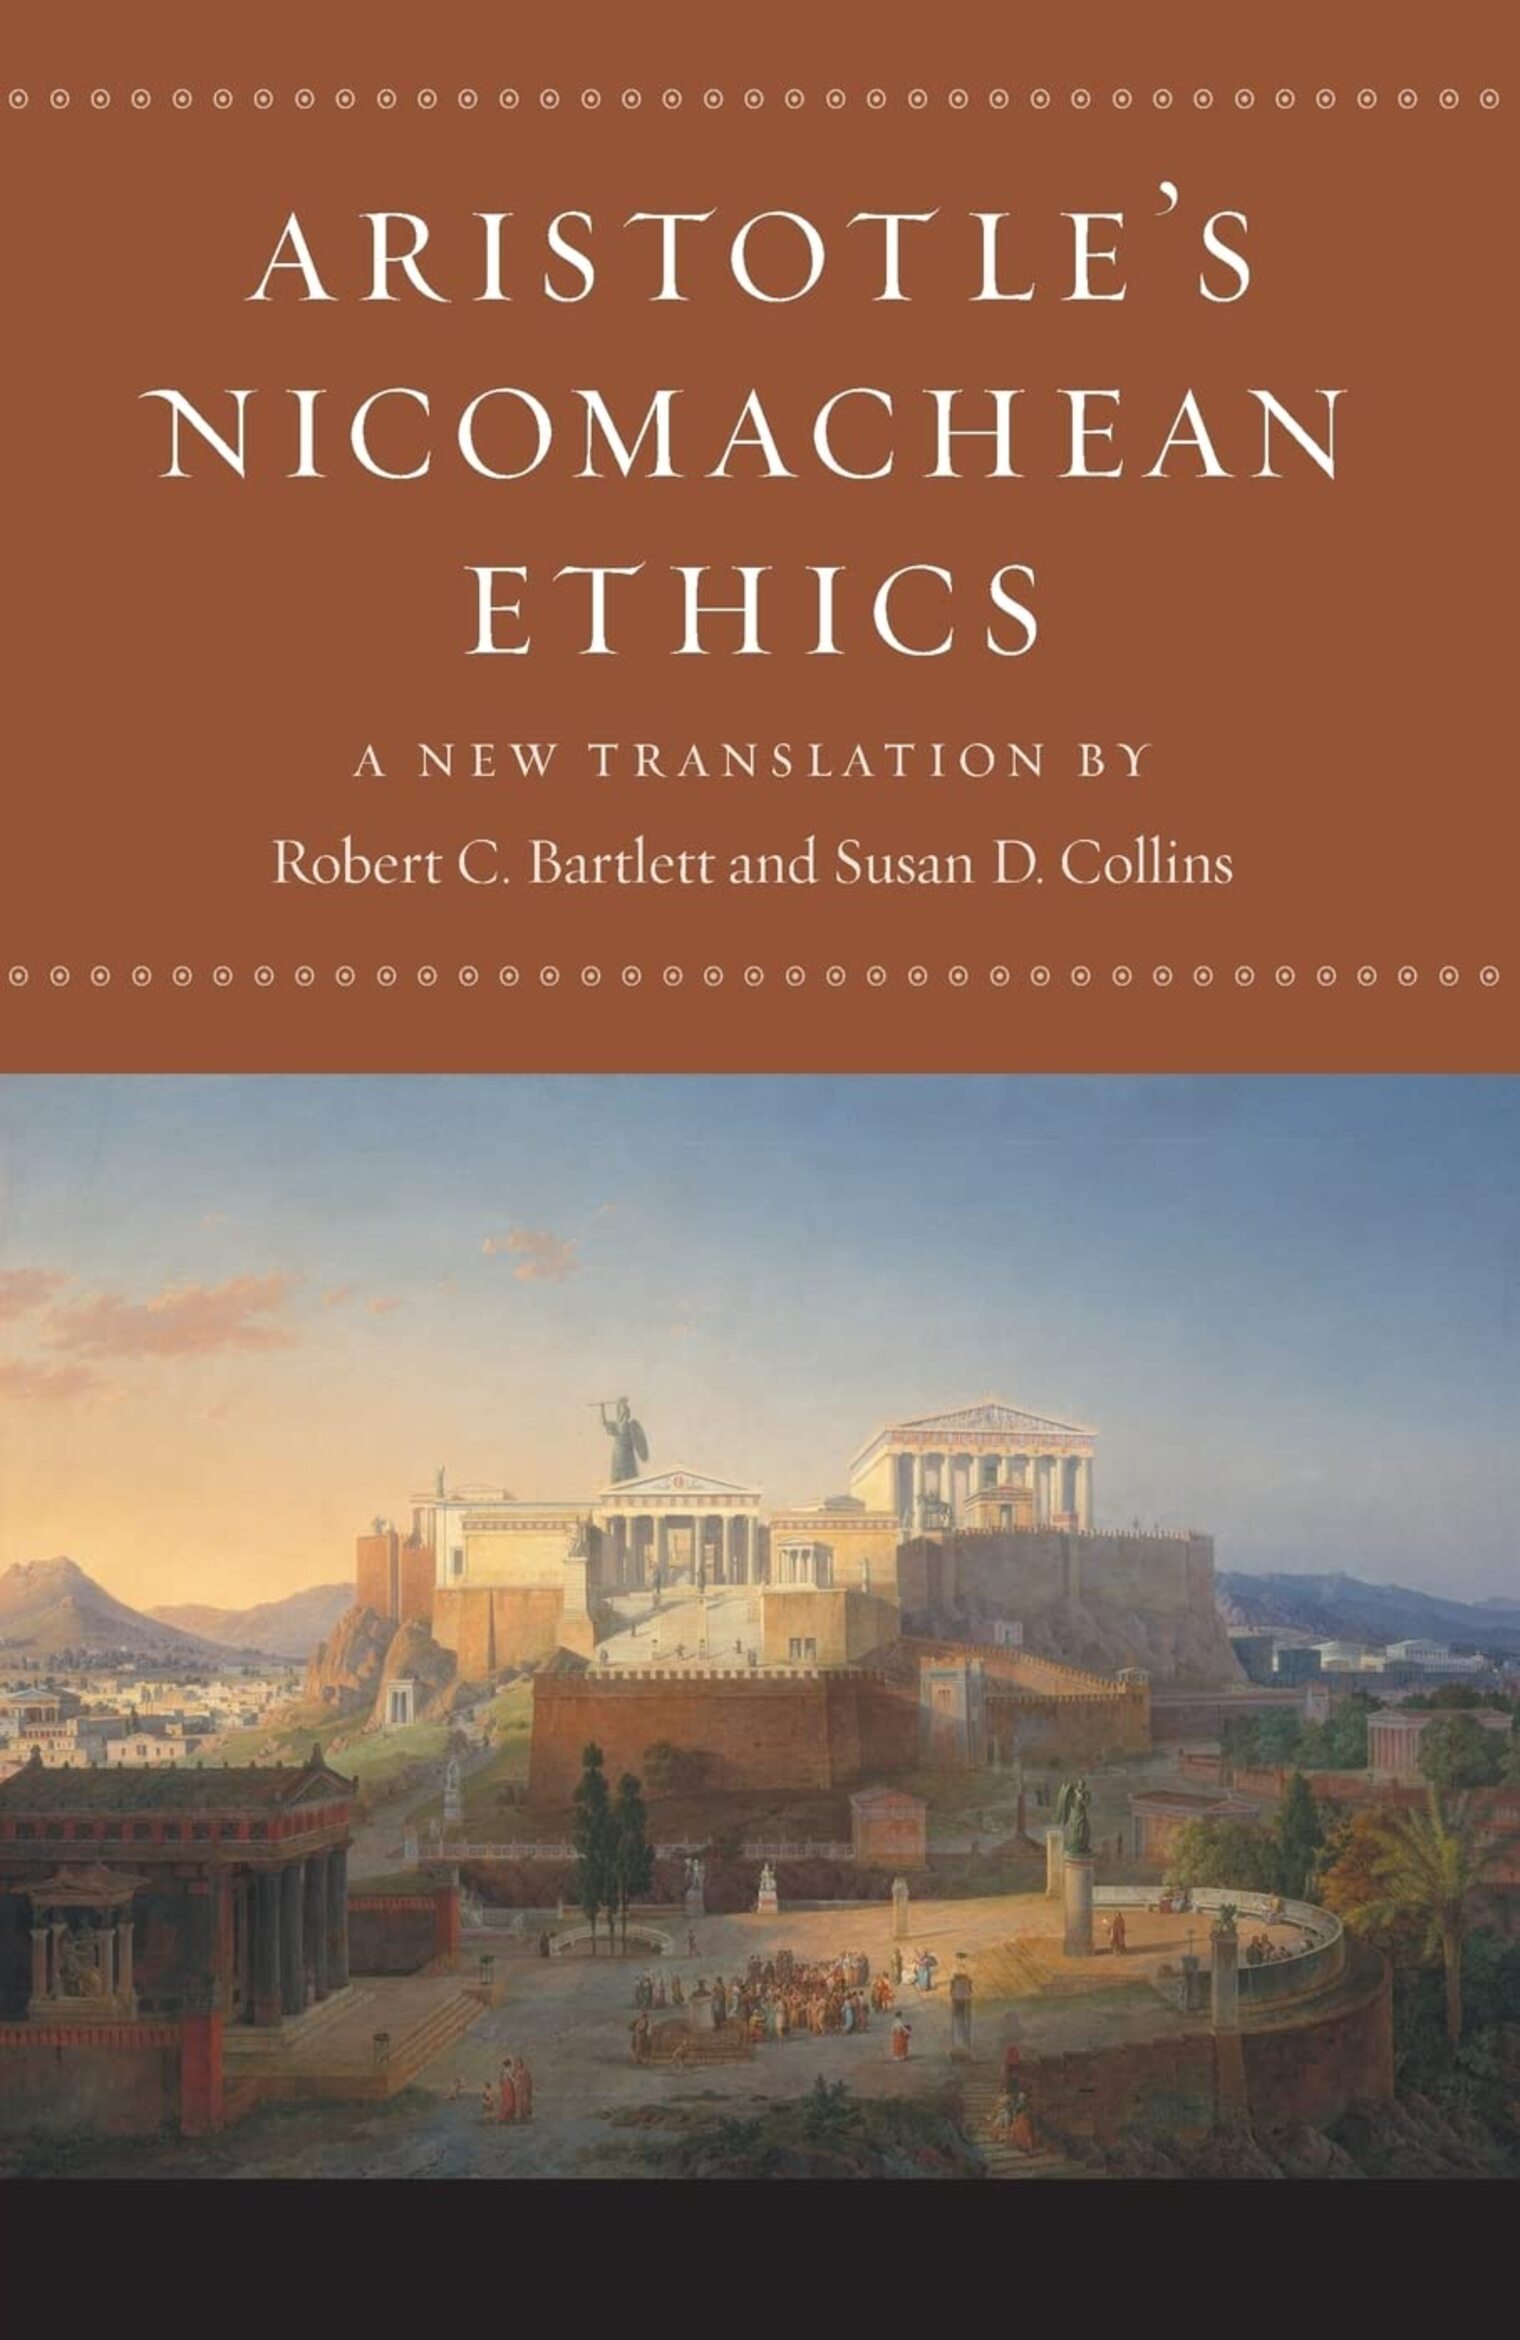 ARISTOTLE’S
NICOMACHEAN
ETHICS
A NEW TRANSLATION BY
Robert C. Bartlett and Susan D. Collins